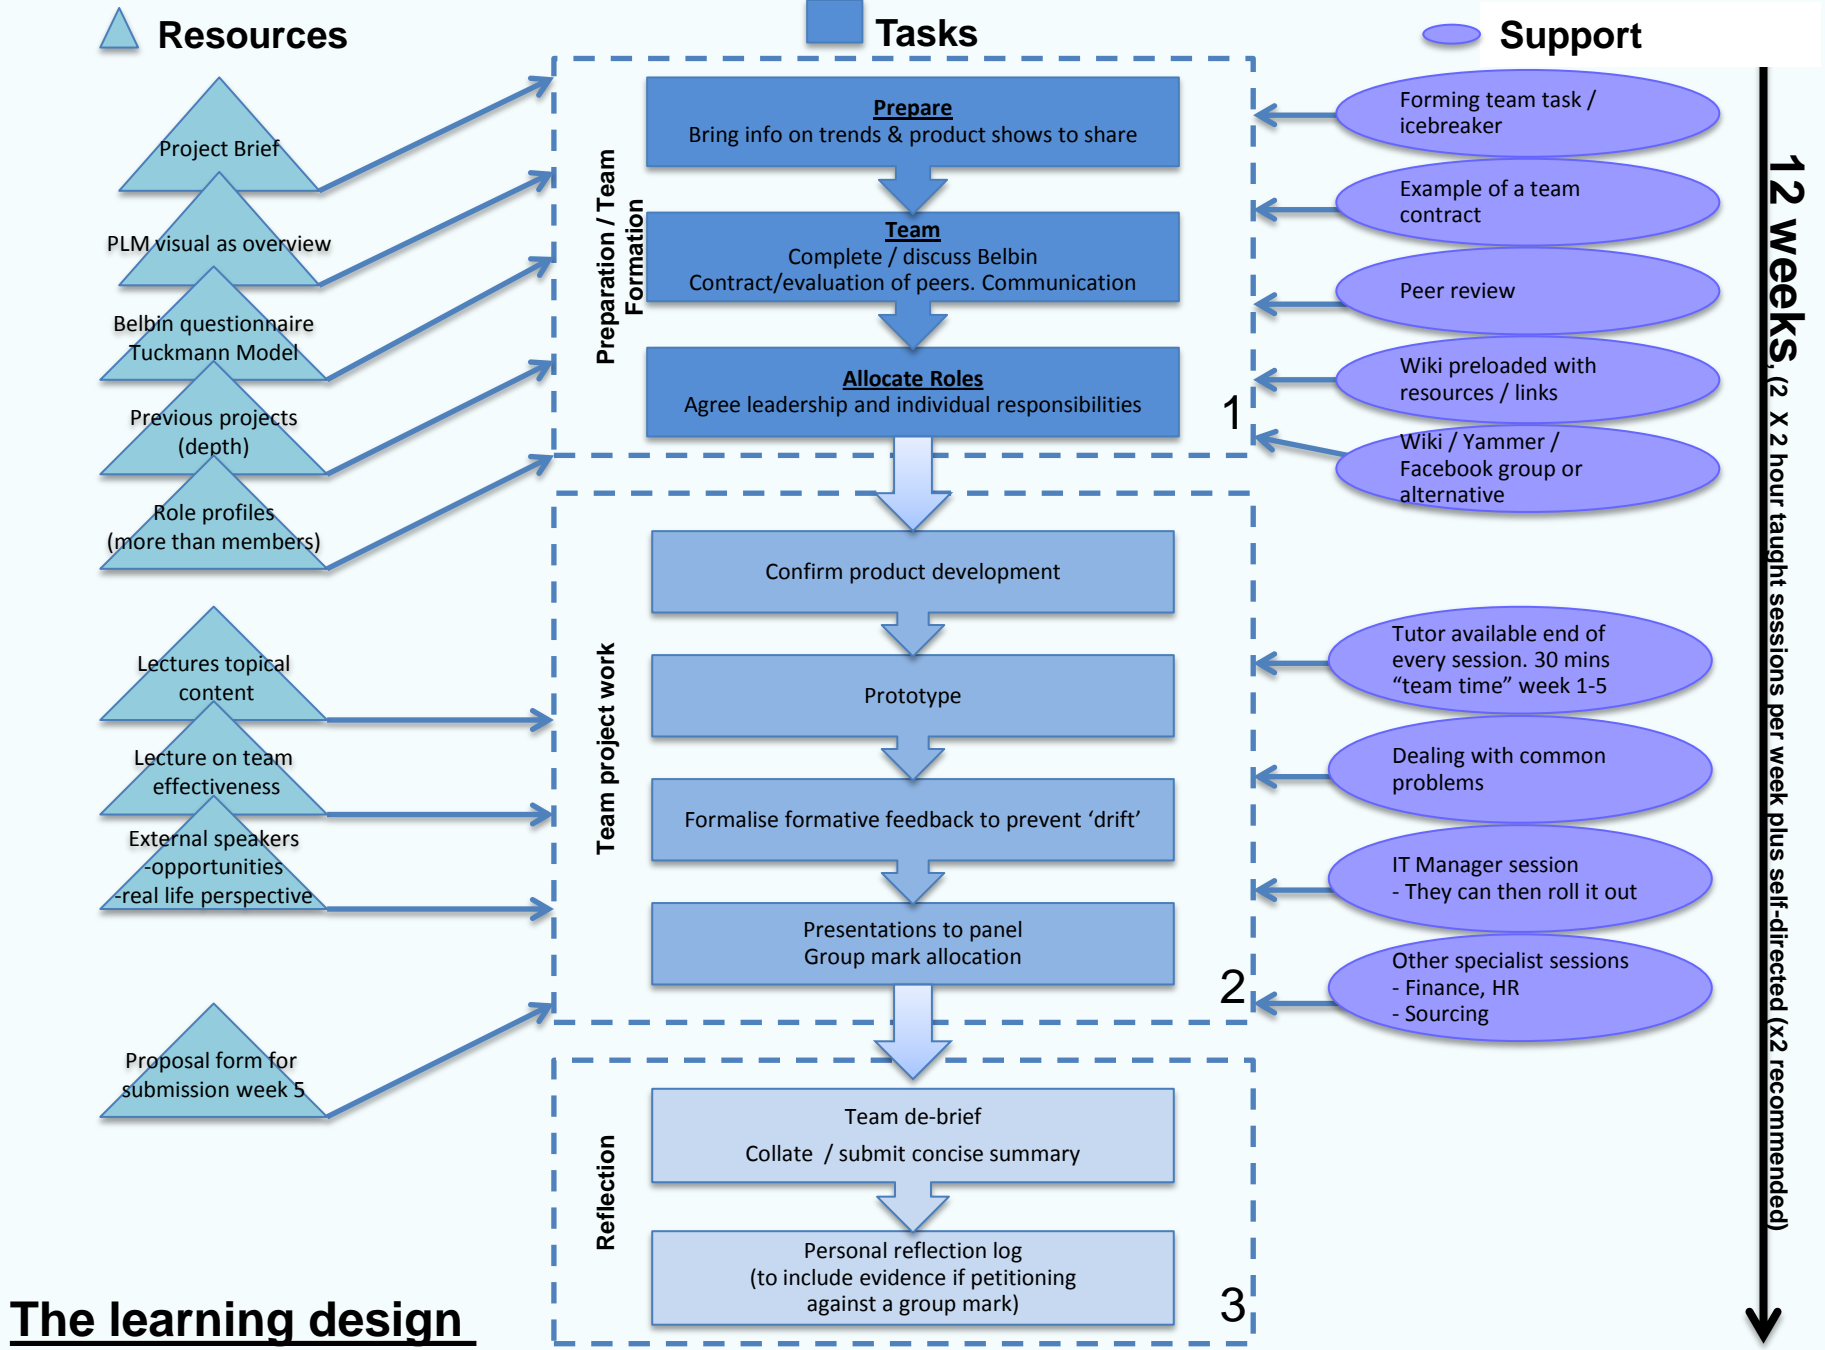 Resources
Project Brief
PLM visual as overview
Belbin questionnaire
Tuckmann Model
Previous projects
(depth)
Role profiles
(more than members)
Lectures topical
content
Lecture on team
effectiveness
External speakers
-opportunities
-real life perspective
Proposal form for
submission week 5
The learning design
Tasks
Preparation / Team
Formation
Prepare
Bring info on trends & product shows to share
Team
Complete / discuss Belbin
Contract/evaluation of peers. Communication
Allocate Roles
Agree leadership and individual responsibilities
1
Team project work
Confirm product development
Prototype
Formalise formative feedback to prevent ‘drift’
Presentations to panel
Group mark allocation
2
Reflection
Team de-brief
Collate / submit concise summary
Personal reflection log
(to include evidence if petitioning
against a group mark)
3
Support
Forming team task /
icebreaker
Example of a team
contract
Peer review
Wiki preloaded with
resources / links
Wiki / Yammer /
Facebook group or
alternative
Tutor available end of
every session. 30 mins
“team time” week 1-5
Dealing with common
problems
IT Manager session
- They can then roll it out
Other specialist sessions
- Finance, HR
- Sourcing
12 weeks, (2 X 2 hour taught sessions per week plus self-directed (x2 recommended)